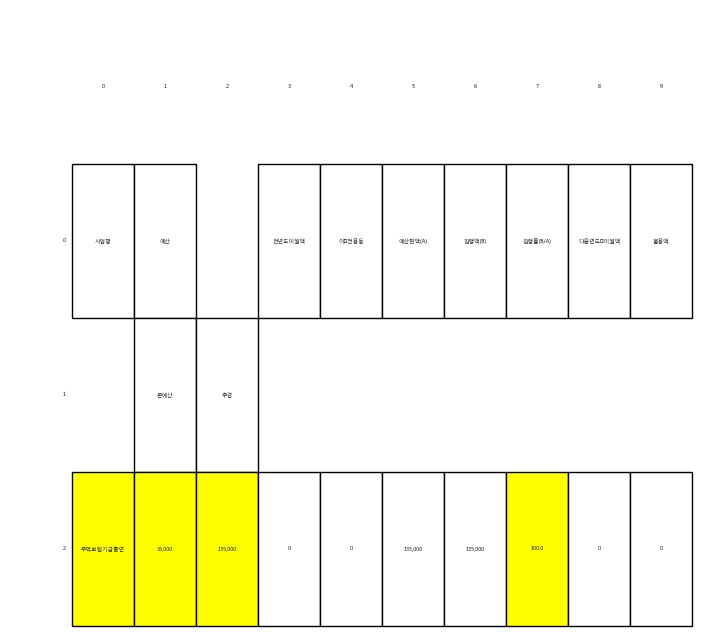 0 1 2 3 4 5 6 7 8 9
0 사업명 예산 전년도이월액 이�전용등 예산현액(A) 집행액(B) 집행률(B/A) 다음연도�이월액 불용액
1 본예산 추경
2 무역보험기금출연 35,000 135,000 0 0 135,000 135,000 100.0 0 0